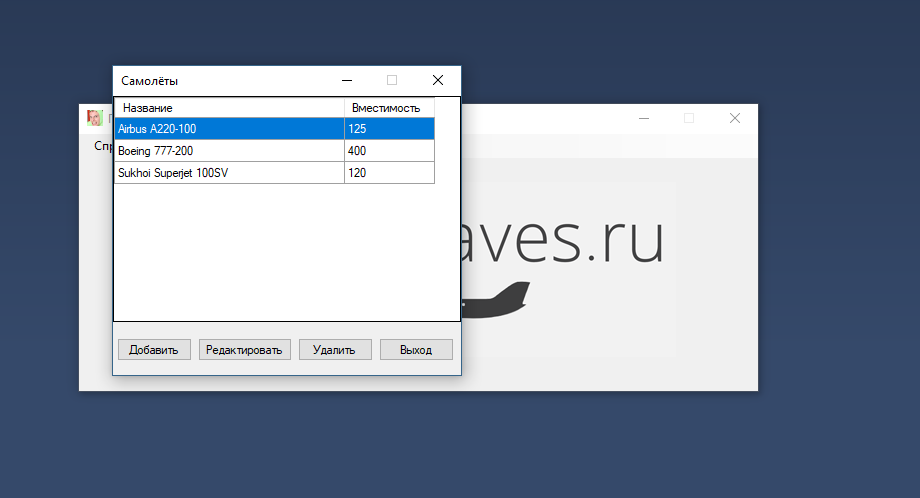 Самолёты
Название Вместимость
Airbus A220-100 125
Boeing 777-200 400
Sukhoi Superjet 100SV 120
Добавить Редактировать Удалить Выход
Спр
aves.ru